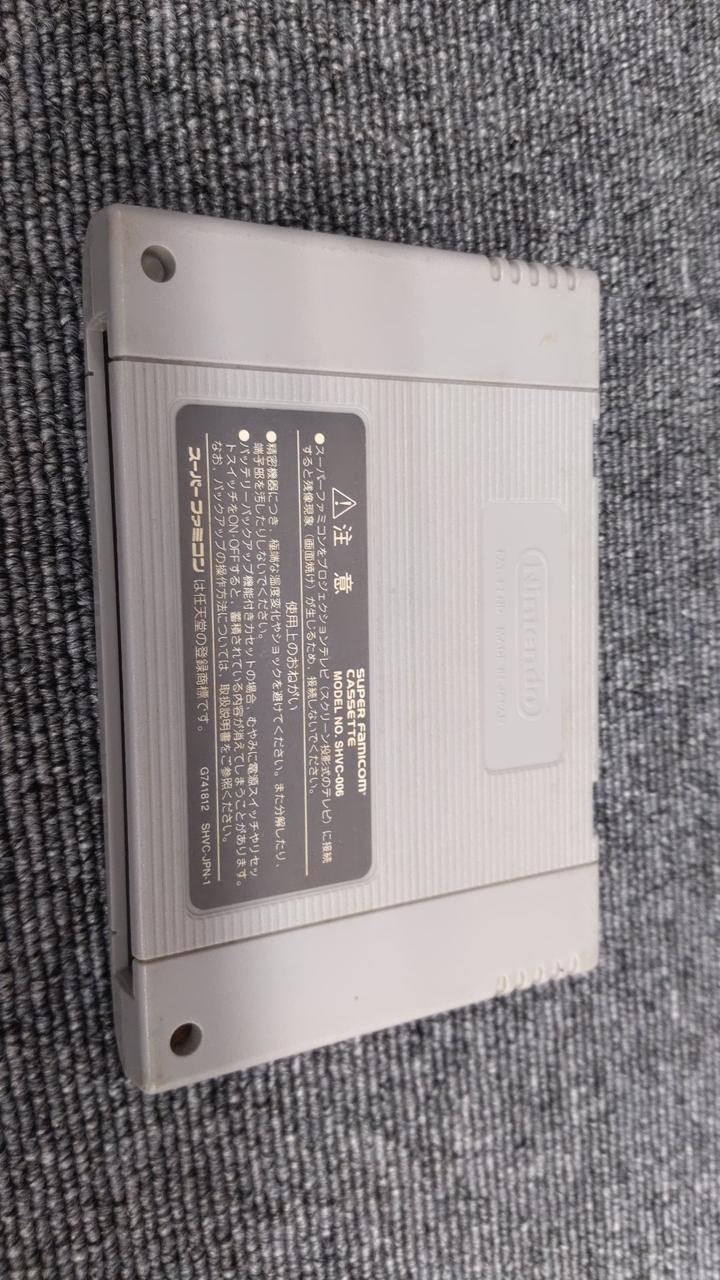 Nintendo
SUPER FAMICOM
CASSETTE
MODEL NO. SHVC-006
注 意
●スーパーファミコンをプロジェクションテレビ(スクリーン投影式のテレビ)に接続
すると残像現象(画面焼け)が生じるため、接続しないでください。
使用上のおねがい
●精密機器につき、極端な温度変化やショックを避けてください。また分解したり、
端子部を汚したりしないでください。
●バッテリーバックアップ機能付きカセットの場合、むやみに電源スイッチやリセッ
トスイッチをON・OFFすると、蓄積されている内容が消えてしまうことがあります。
なお、バックアップの操作方法については、取扱説明書をご参照ください。
スーパーファミコン は任天堂の登録商標です。
G741812 SHVC-JPN-1